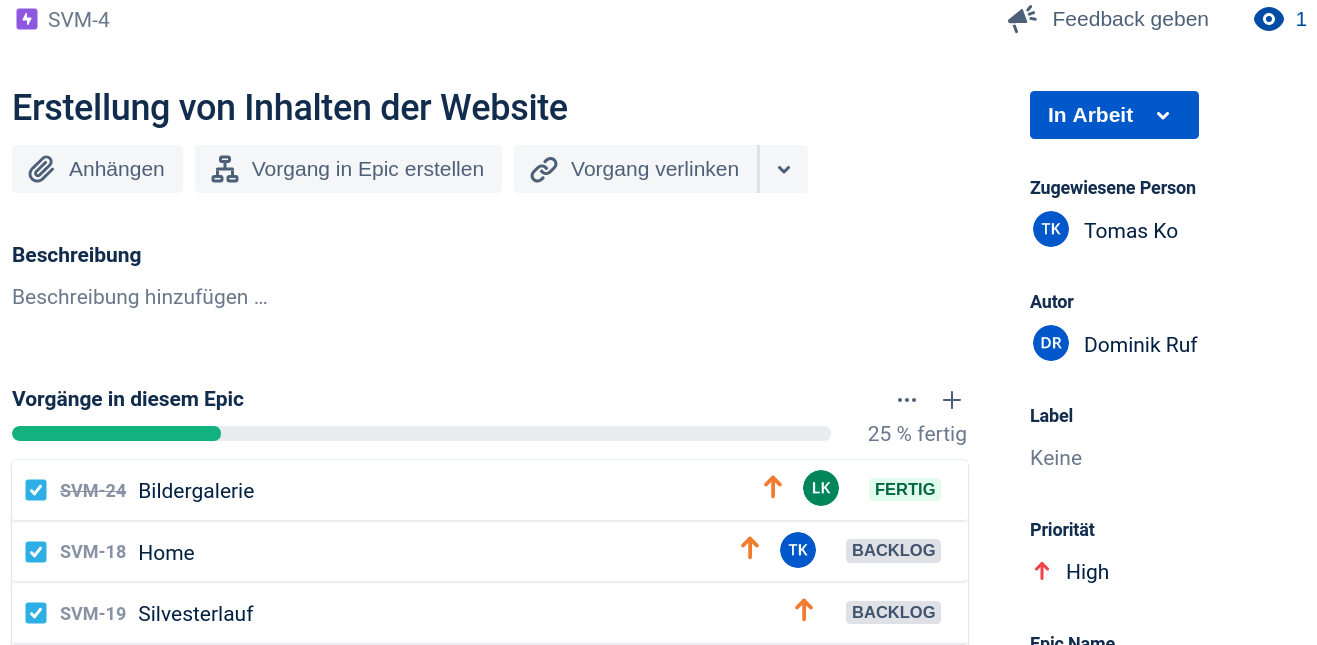 SVM-4
Feedback geben
1
Erstellung von Inhalten der Website
Anhängen
Vorgang in Epic erstellen
Vorgang verlinken
Beschreibung
Beschreibung hinzufügen …
Vorgänge in diesem Epic
25 % fertig
SVM-24 Bildergalerie LK FERTIG
SVM-18 Home TK BACKLOG
SVM-19 Silvesterlauf BACKLOG
In Arbeit
Zugewiesene Person
TK Tomas Ko
Autor
DR Dominik Ruf
Label
Keine
Priorität
High
Epic Name